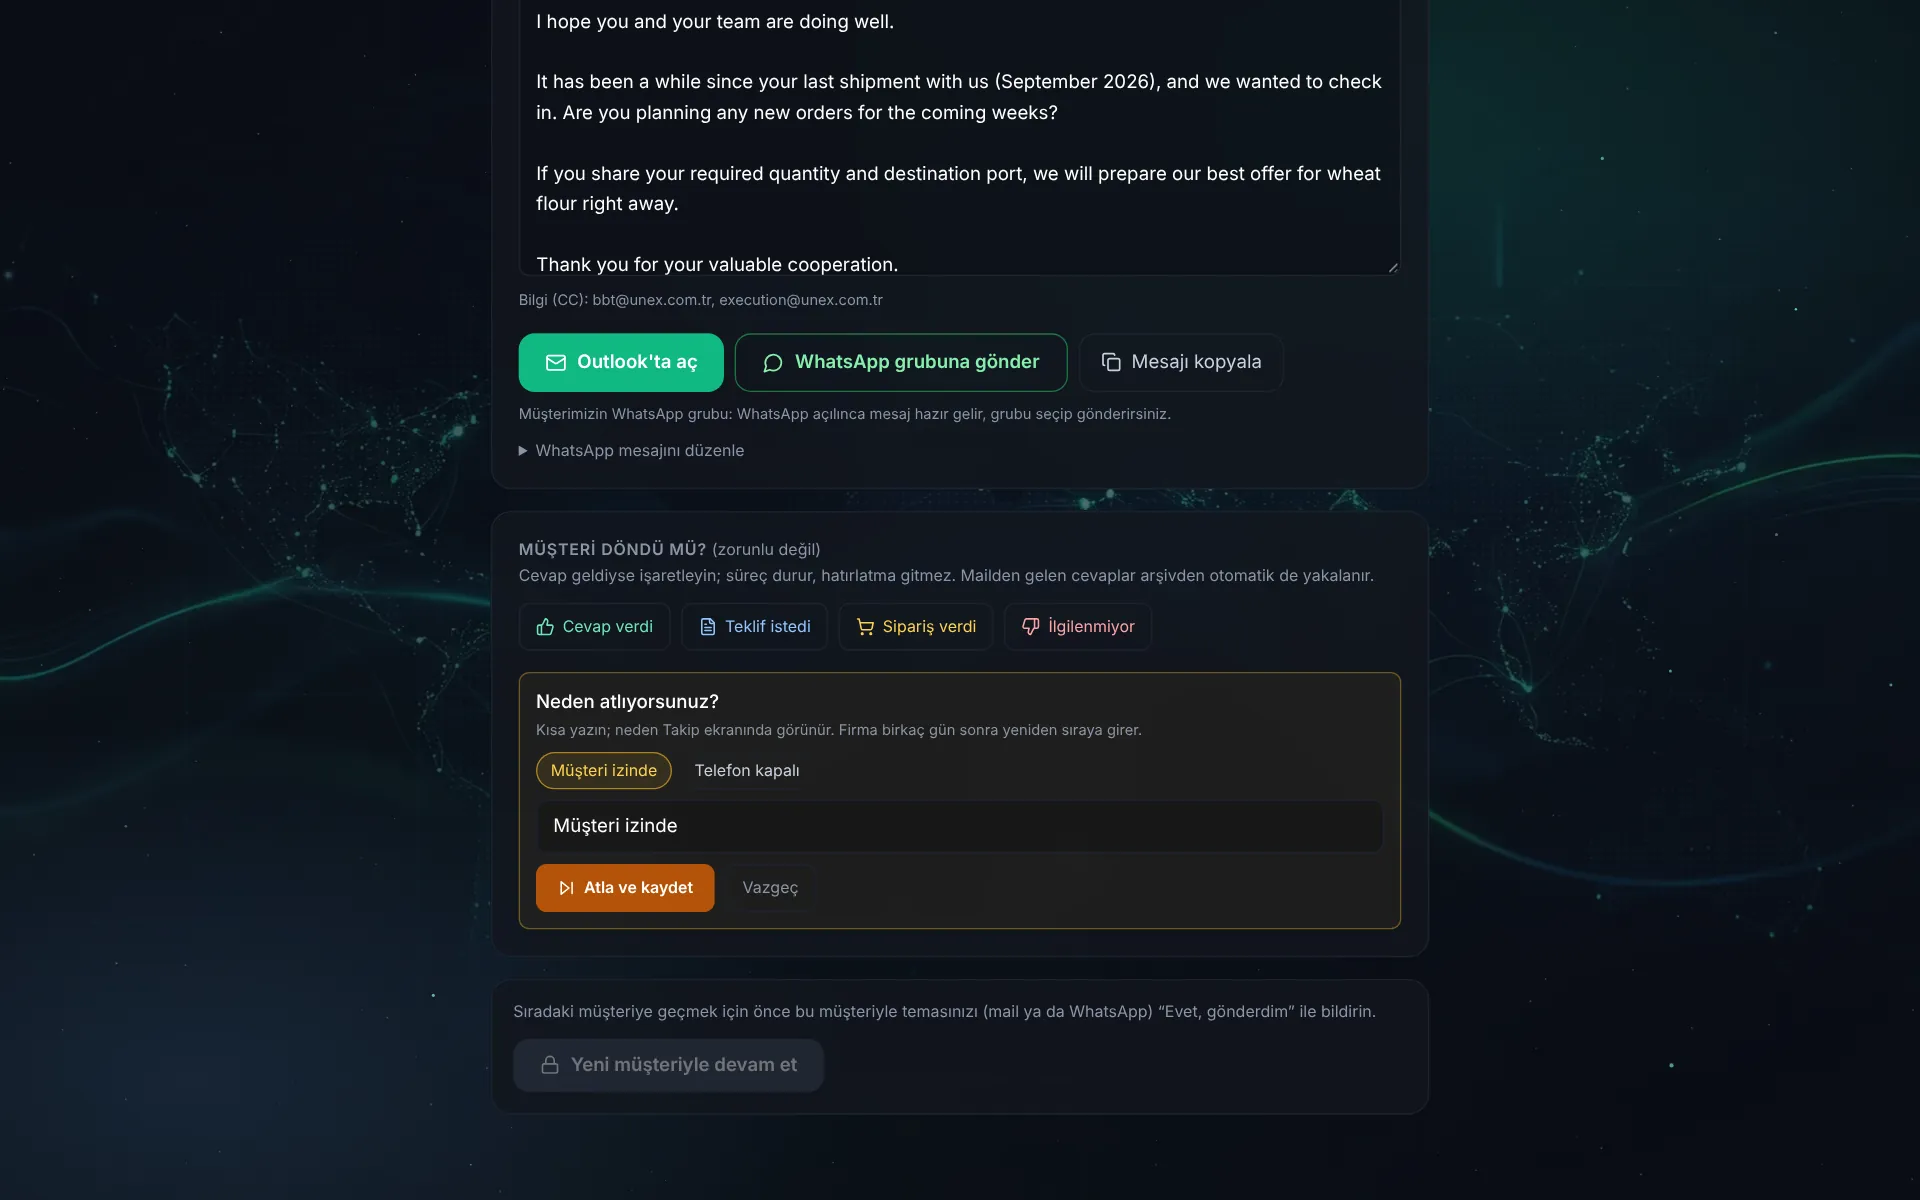 I hope you and your team are doing well.
It has been a while since your last shipment with us (September 2026), and we wanted to check
in. Are you planning any new orders for the coming weeks?
If you share your required quantity and destination port, we will prepare our best offer for wheat
flour right away.
Thank you for your valuable cooperation.
Bilgi (CC): bbt@unex.com.tr, execution@unex.com.tr
Outlook'ta aç
WhatsApp grubuna gönder
Mesajı kopyala
Müşterimizin WhatsApp grubu: WhatsApp açılınca mesaj hazır gelir, grubu seçip gönderirsiniz.
WhatsApp mesajını düzenle
MÜŞTERİ DÖNDÜ MÜ? (zorunlu değil)
Cevap geldiyse işaretleyin; süreç durur, hatırlatma gitmez. Mailden gelen cevaplar arşivden otomatik de yakalanır.
Cevap verdi
Teklif istedi
Sipariş verdi
İlgilenmiyor
Neden atlıyorsunuz?
Kısa yazın; neden Takip ekranında görünür. Firma birkaç gün sonra yeniden sıraya girer.
Müşteri izinde
Telefon kapalı
Müşteri izinde
Atla ve kaydet
Vazgeç
Sıradaki müşteriye geçmek için önce bu müşteriyle temasınızı (mail ya da WhatsApp) “Evet, gönderdim” ile bildirin.
Yeni müşteriyle devam et